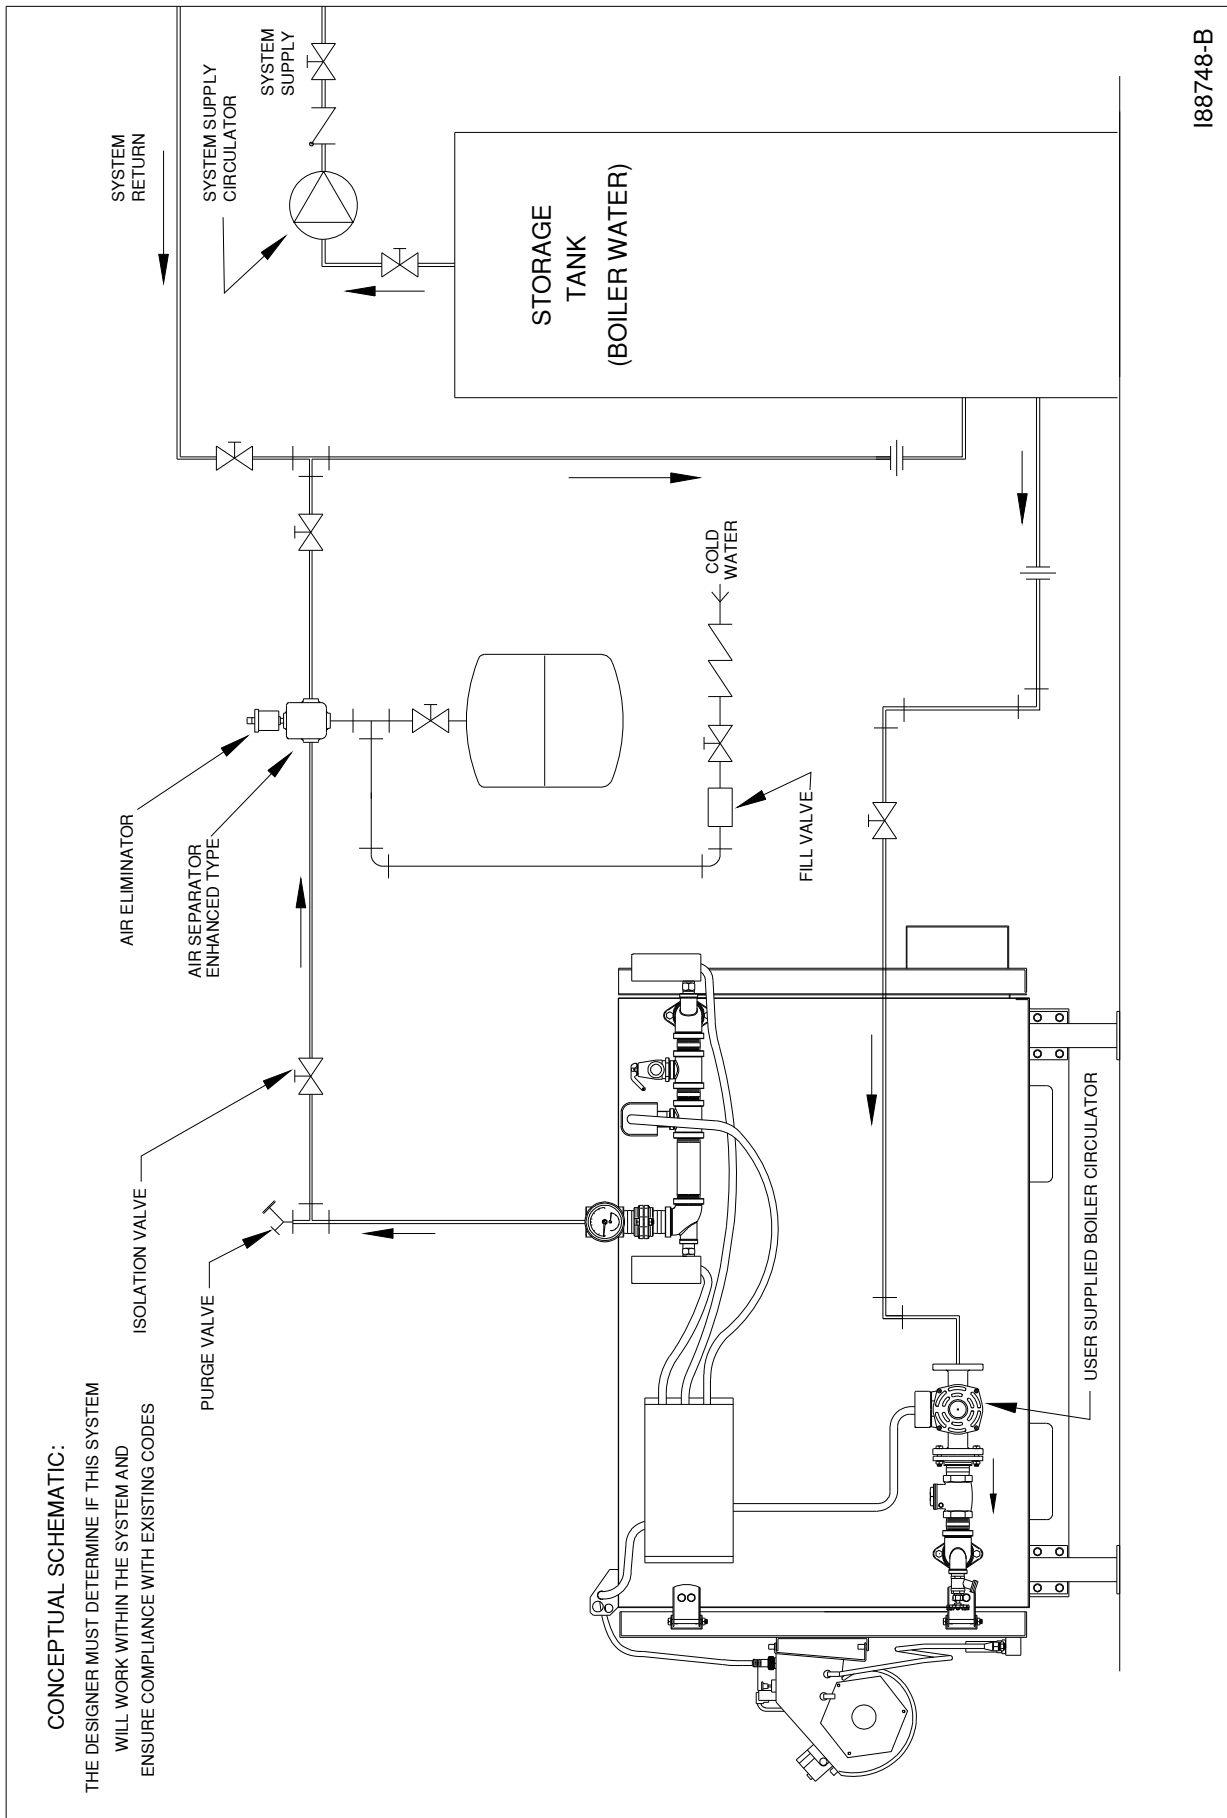 CONCEPTUAL SCHEMATIC:
THE DESIGNER MUST DETERMINE IF THIS SYSTEM
WILL WORK WITHIN THE SYSTEM AND
ENSURE COMPLIANCE WITH EXISTING CODES
PURGE VALVE
ISOLATION VALVE
AIR ELIMINATOR
AIR SEPARATOR
ENHANCED TYPE
SYSTEM
RETURN
SYSTEM SUPPLY
CIRCULATOR
SYSTEM
SUPPLY
STORAGE
TANK
(BOILER WATER)
COLD
WATER
FILL VALVE
USER SUPPLIED BOILER CIRCULATOR
I88748-B